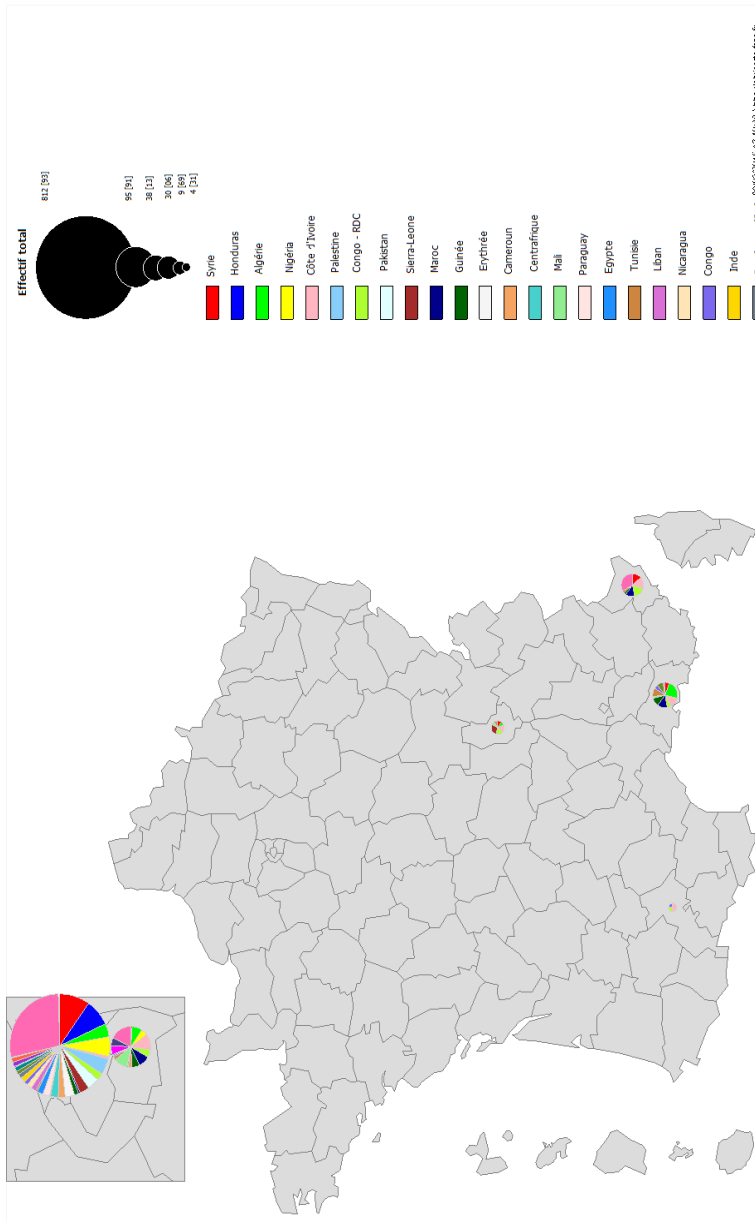 Effectif total
812 [93]
95 [91]
38 [13]
30 [06]
9 [69]
4 [31]
Syrie
Honduras
Algérie
Nigéria
Côte d'Ivoire
Palestine
Congo - RDC
Pakistan
Sierra-Leone
Maroc
Guinée
Erythrée
Cameroun
Centrafrique
Mali
Paraguay
Egypte
Tunisie
Liban
Nicaragua
Congo
Inde